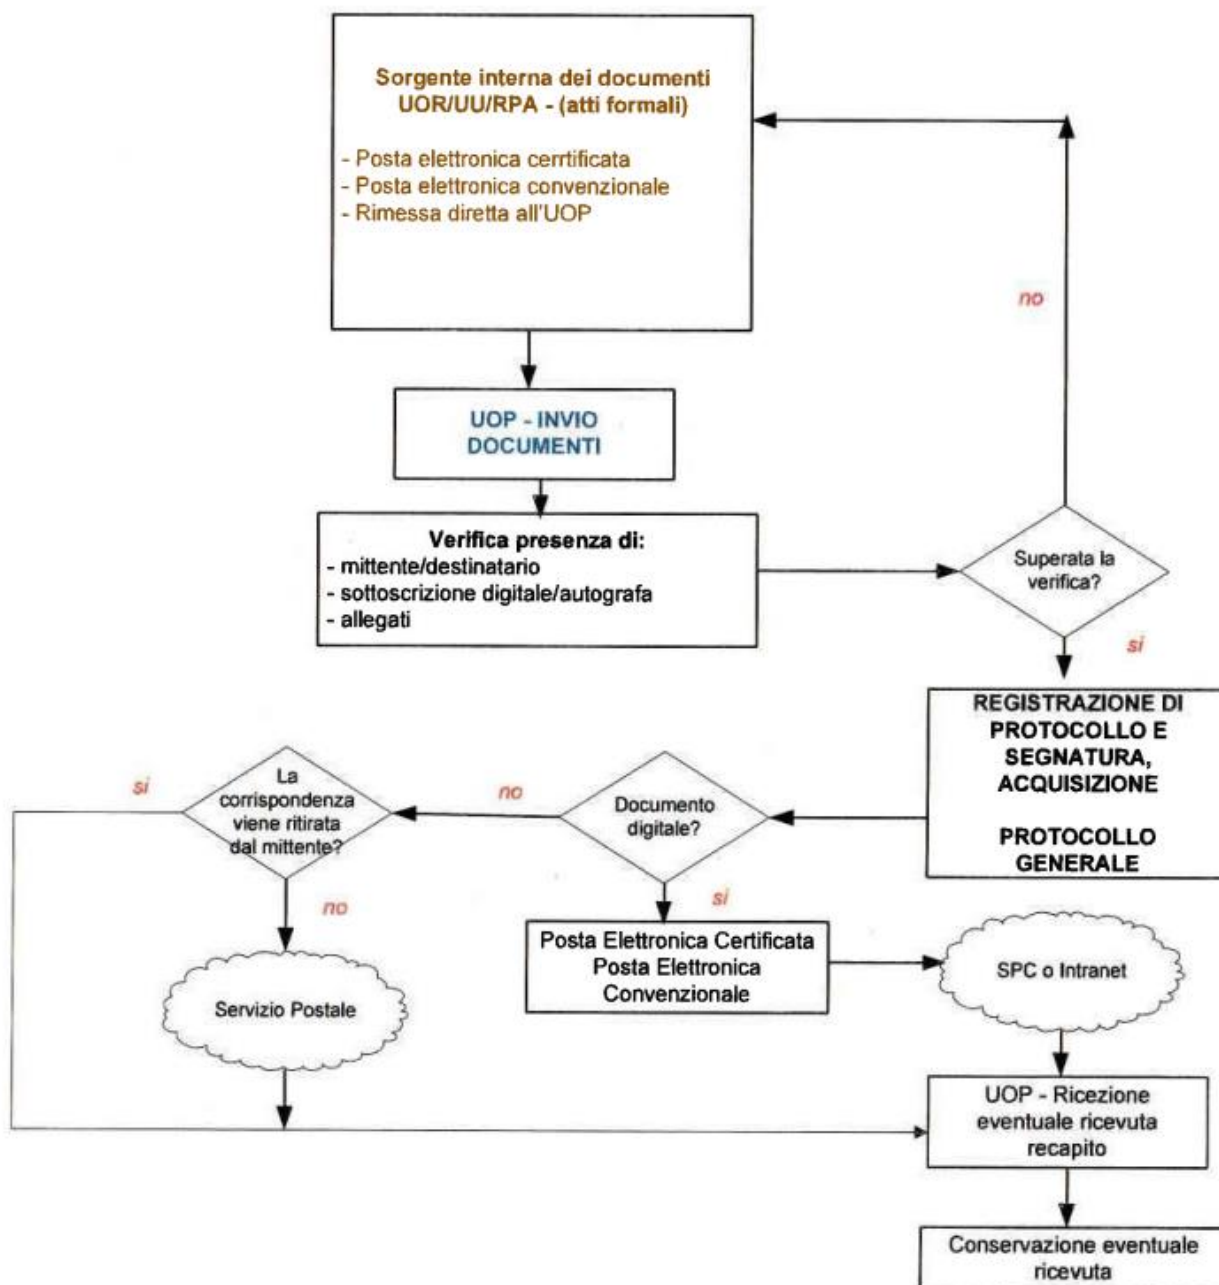 Sorgente interna dei documenti
UOR/UU/RPA - (atti formali)
- Posta elettronica cerrtificata
- Posta elettronica convenzionale
- Rimessa diretta all'UOP
no
UOP - INVIO
DOCUMENTI
Verifica presenza di:
- mittente/destinatario
- sottoscrizione digitale/autografa
- allegati
Superata la
verifica?
si
REGISTRAZIONE DI
PROTOCOLLO E
SEGNATURA,
ACQUISIZIONE
PROTOCOLLO
GENERALE
Documento
digitale?
no
La
corrispondenza
viene ritirata
dal mittente?
si
no
Servizio Postale
si
Posta Elettronica Certificata
Posta Elettronica
Convenzionale
SPC o Intranet
UOP - Ricezione
eventuale ricevuta
recapito
Conservazione eventuale
ricevuta